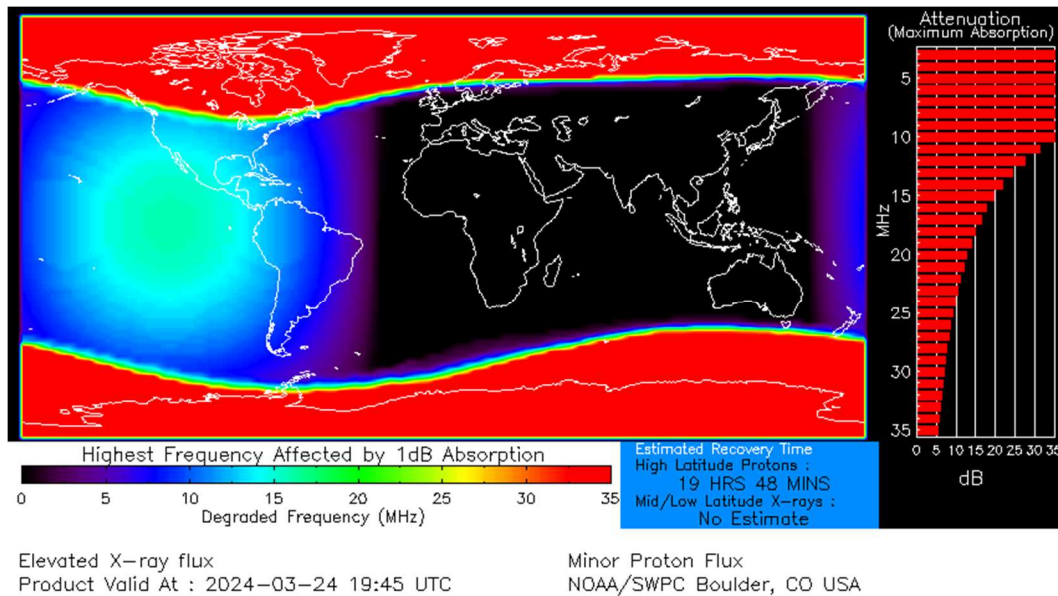 Attenuation
(Maximum Absorption)
5
10
15
MHz
20
25
30
35
0 5 10 15 20 25 30 35
dB
Highest Frequency Affected by 1dB Absorption
0 5 10 15 20 25 30 35
Degraded Frequency (MHz)
Estimated Recovery Time
High Latitude Protons :
19 HRS 48 MINS
Mid/Low Latitude X-rays :
No Estimate
Elevated X-ray flux
Minor Proton Flux
Product Valid At : 2024-03-24 19:45 UTC
NOAA/SWPC Boulder, CO USA